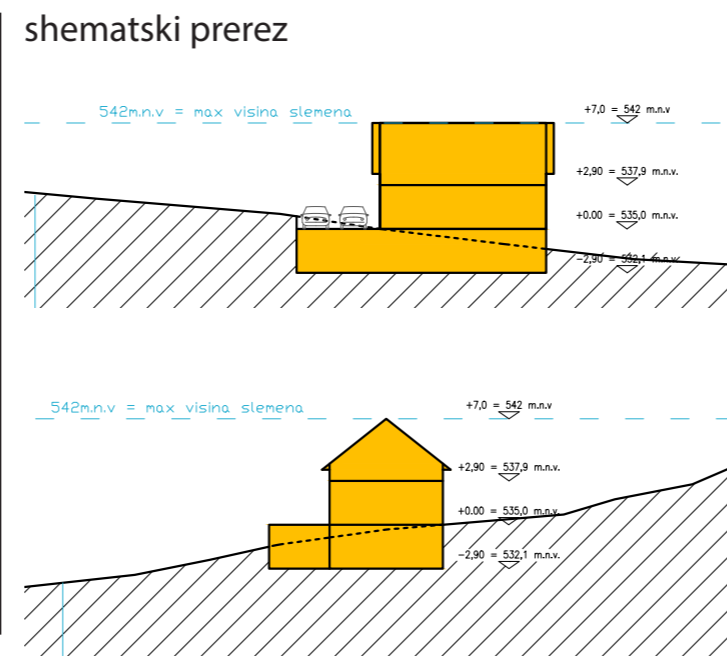 shematski prerez
542m.n.v = max visina slemena
+7,0 = 542 m.n.v
+2,90 = 537,9 m.n.v.
+0.00 = 535,0 m.n.v.
-2,90 = 532,1 m.n.v.
542m.n.v = max visina slemena
+7,0 = 542 m.n.v
+2,90 = 537,9 m.n.v.
+0.00 = 535,0 m.n.v.
-2,90 = 532,1 m.n.v.